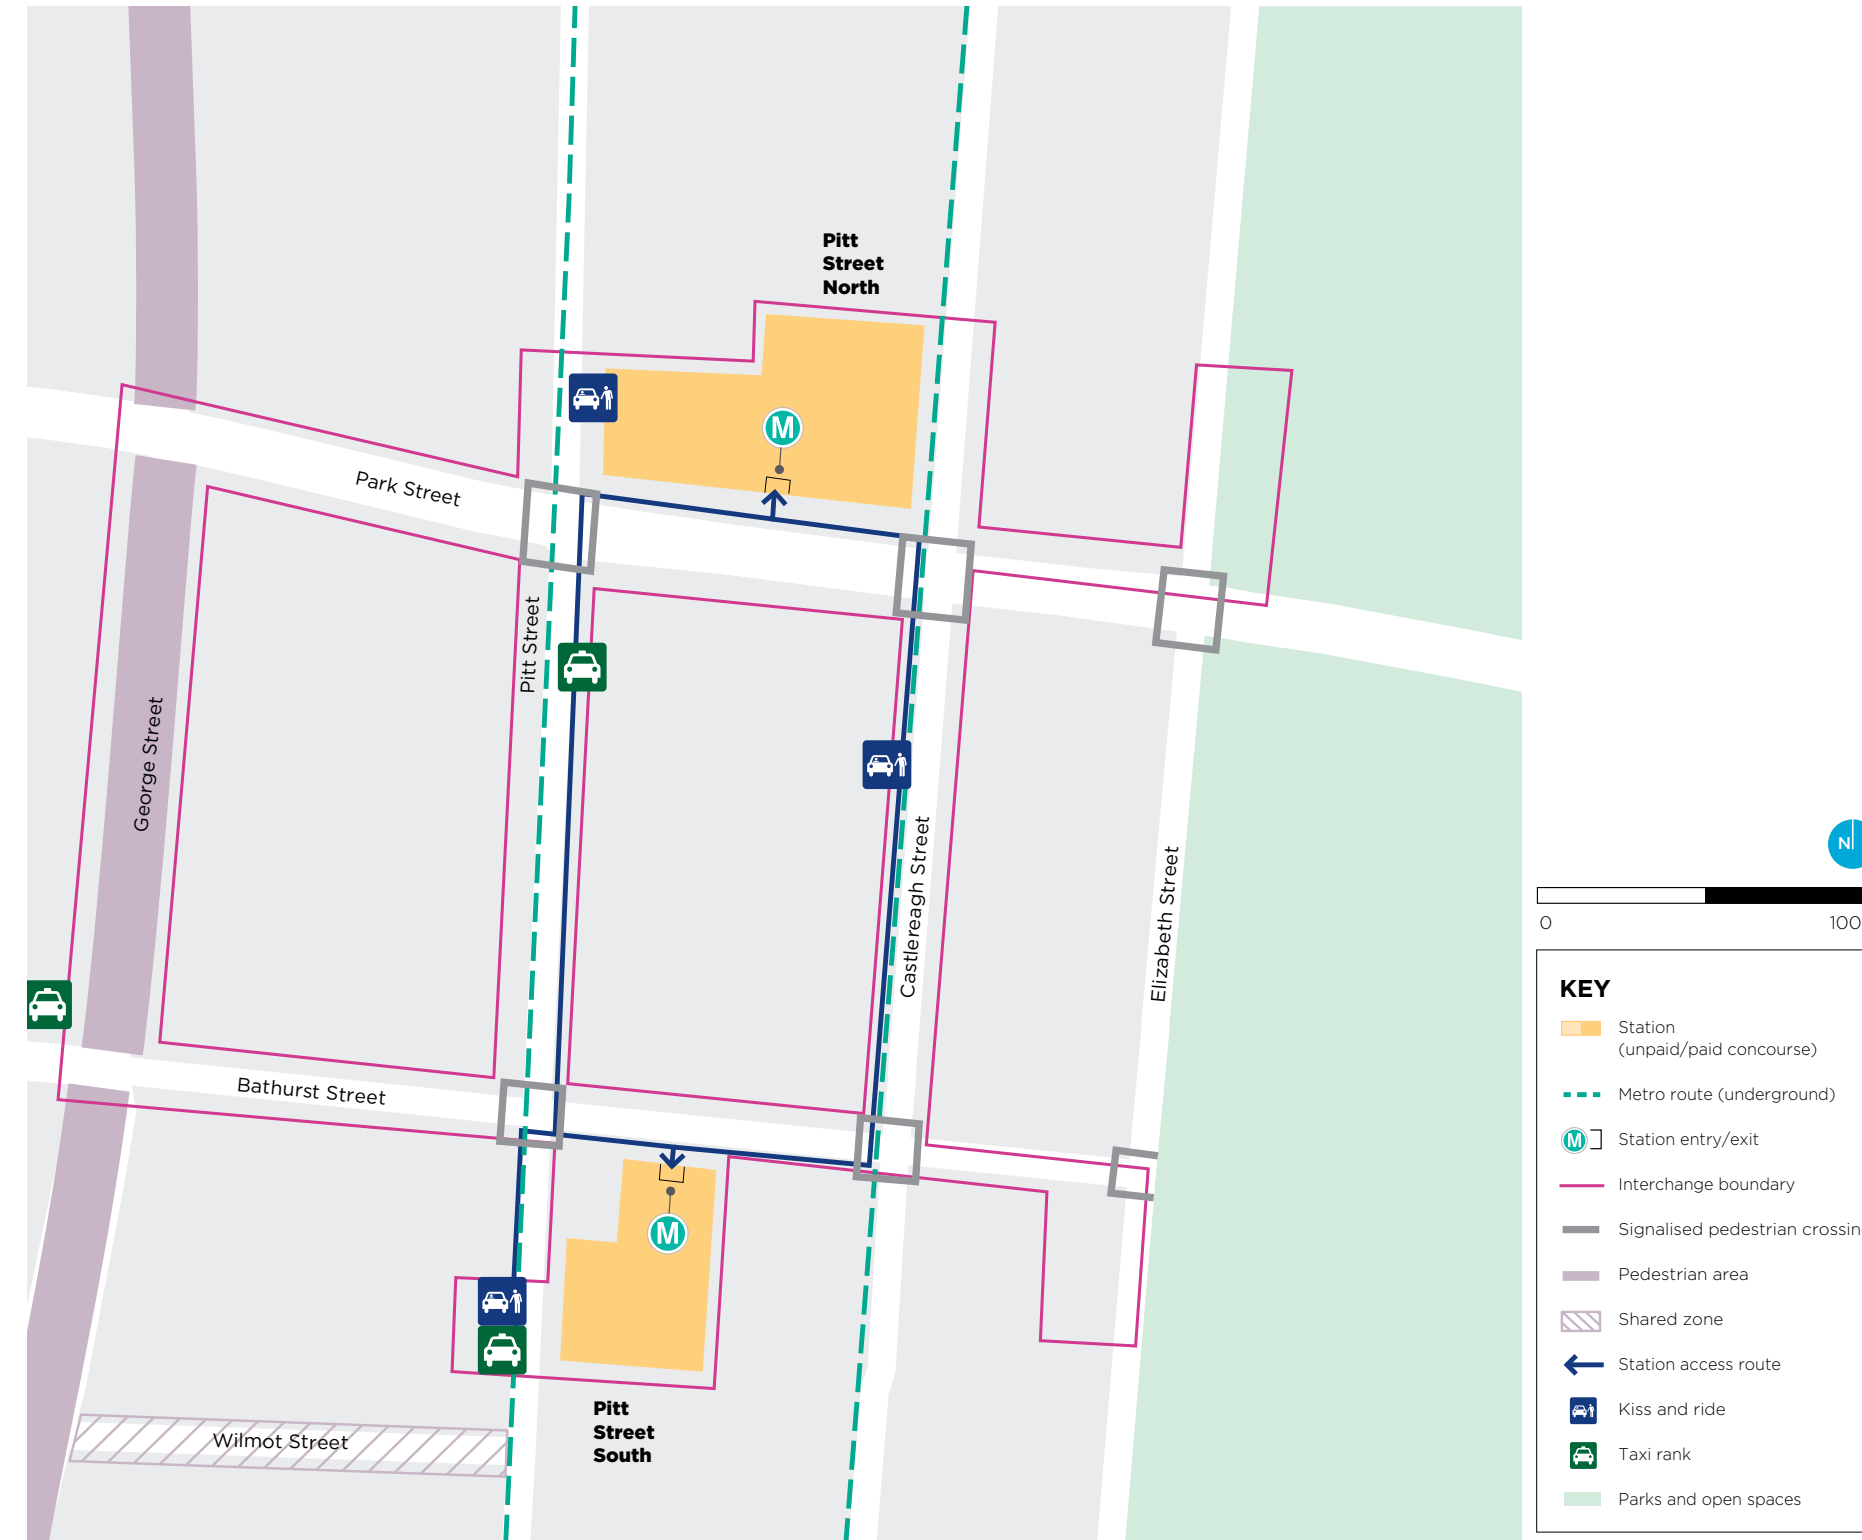 Pitt
Street
North
Park Street
Pitt Street
George Street
Castlereagh Street
Elizabeth Street
Bathurst Street
Wilmot Street
Pitt
Street
South
M
M
N
0 100
KEY
Station
(unpaid/paid concourse)
Metro route (underground)
M Station entry/exit
Interchange boundary
Signalised pedestrian crossin
Pedestrian area
Shared zone
Station access route
Kiss and ride
Taxi rank
Parks and open spaces